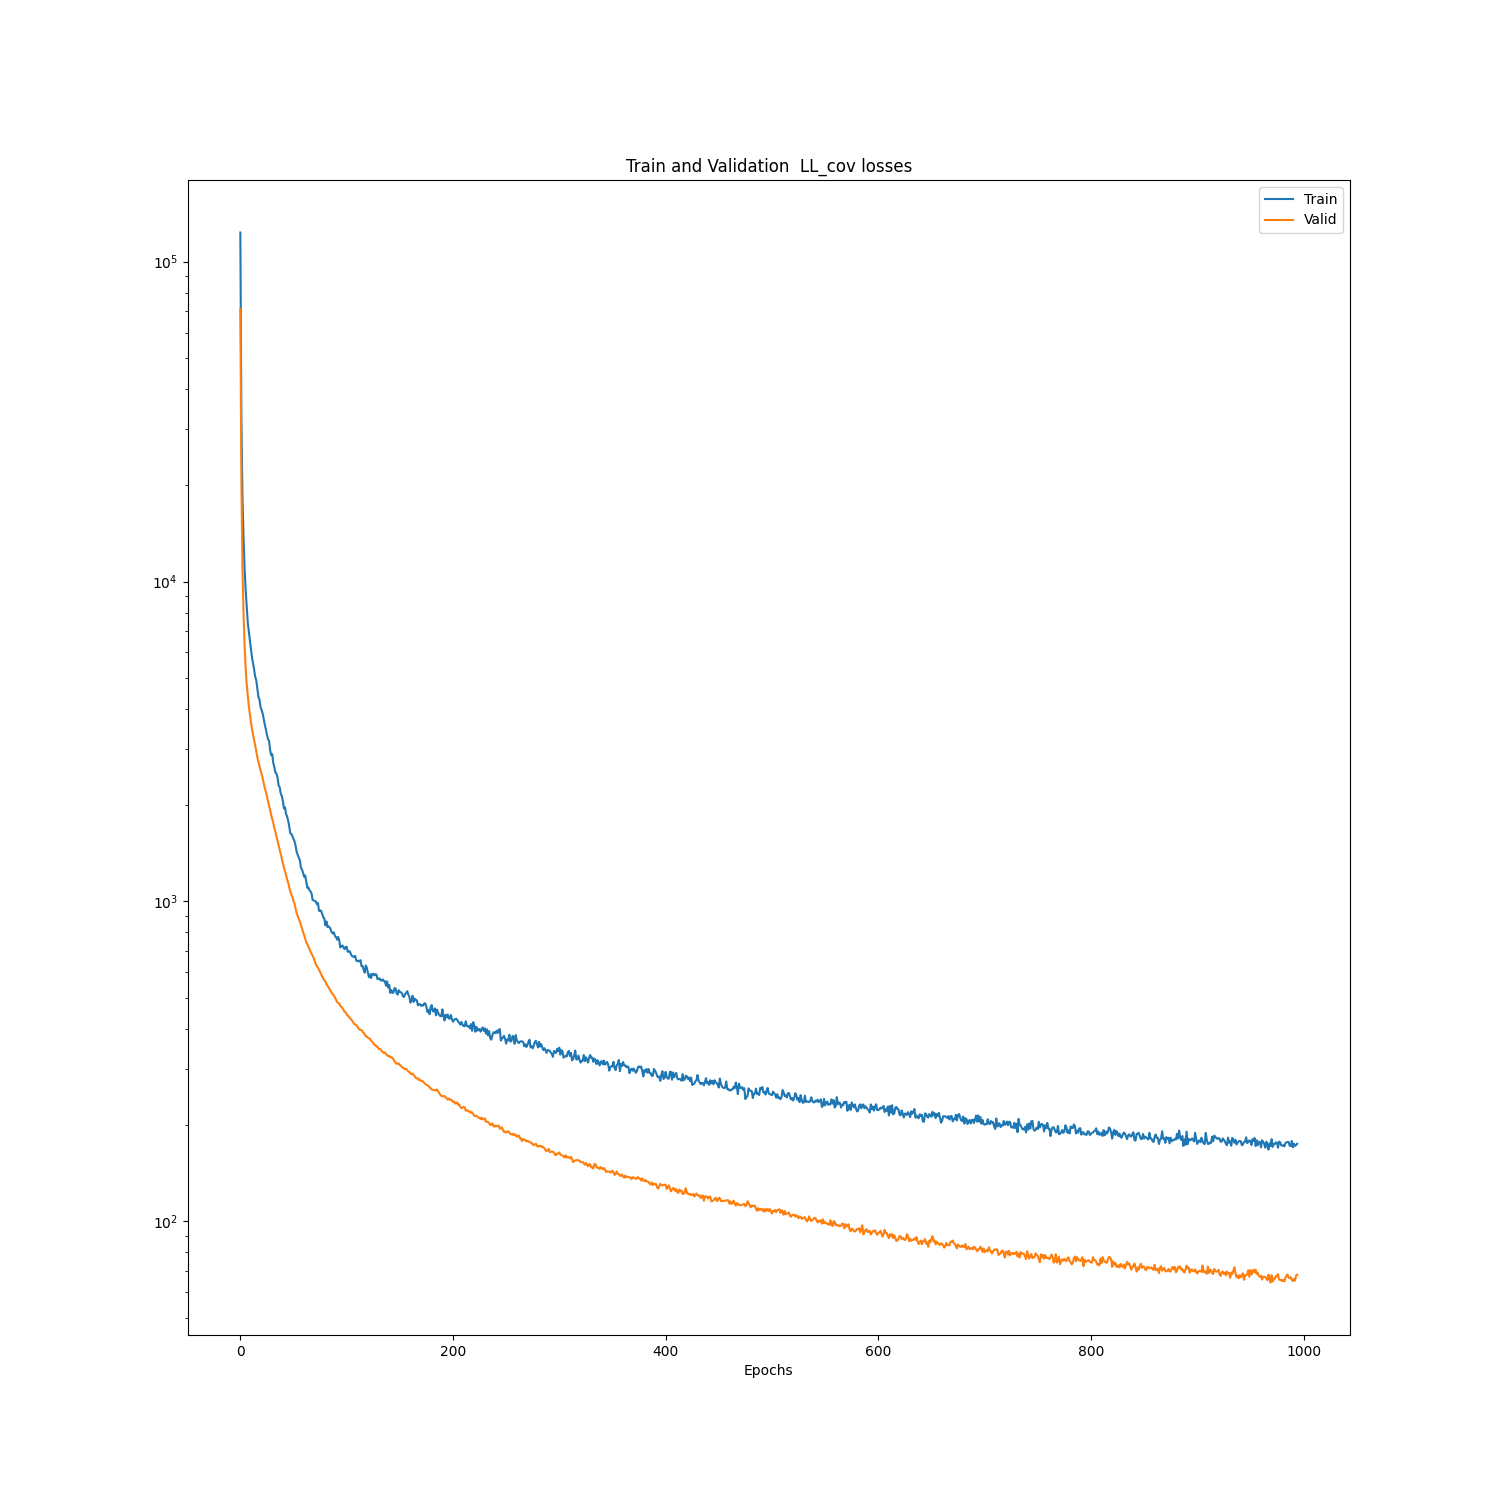 Train and Validation  LL_cov losses
Train
Valid
10^5
10^4
10^3
10^2
0 200 400 600 800 1000
Epochs